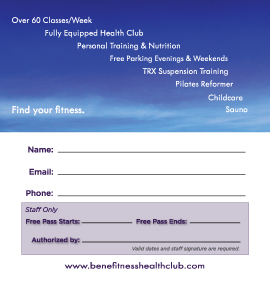 Over 60 Classes/Week
Fully Equipped Health Club
Personal Training & Nutrition
Free Parking Evenings & Weekends
TRX Suspension Training
Pilates Reformer
Childcare
Find your fitness. Sauna
Name:
Email:
Phone:
Staff Only
Free Pass Starts: Free Pass Ends:
Authorized by:
Valid dates and staff signature are required.
www.benefitnesshealthclub.com